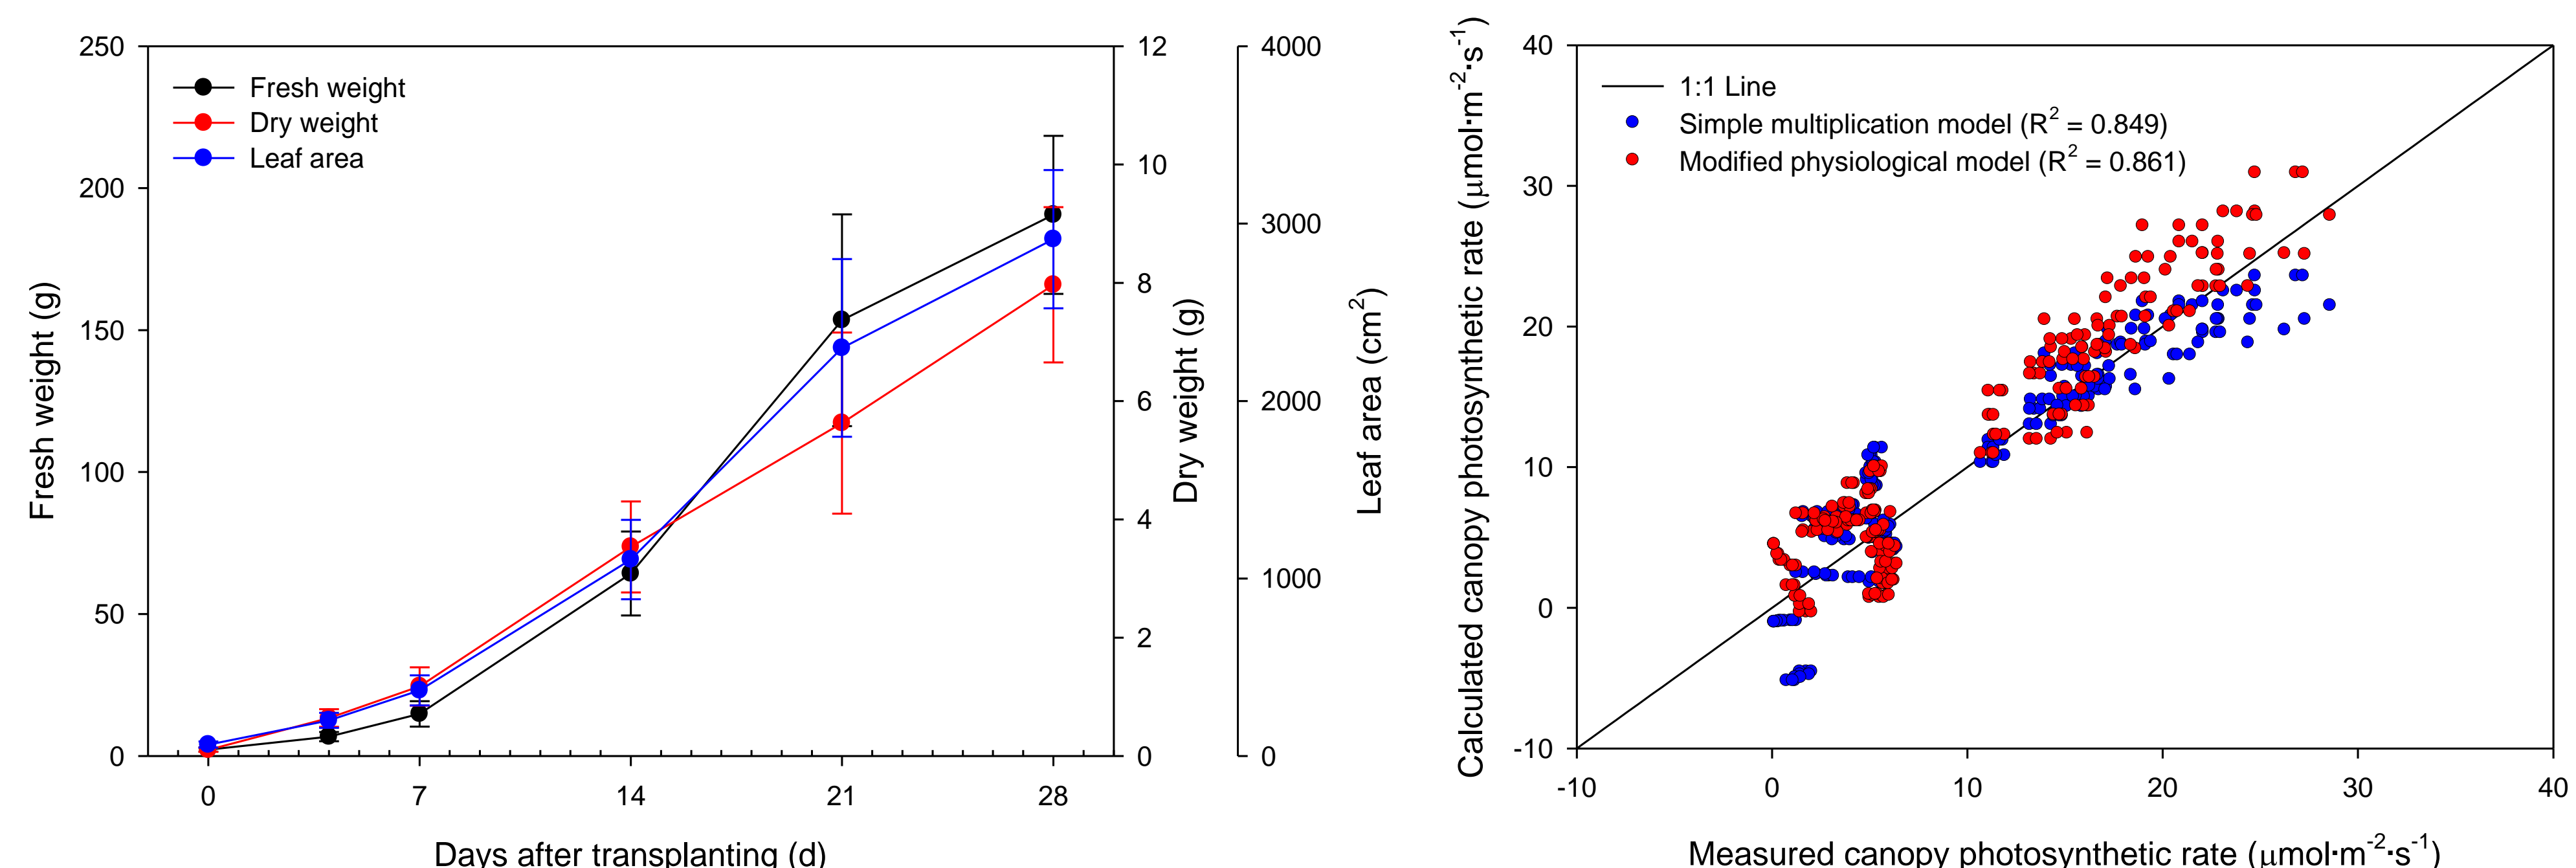 250
200
150
100
50
0
Fresh weight (g)
Fresh weight
Dry weight
Leaf area
0
7
14
21
28
Days after transplanting (d)
12
10
8
6
4
2
0
Dry weight (g)
4000
3000
2000
1000
0
Leaf area (cm²)
Calculated canopy photosynthetic rate (μmol·m⁻²·s⁻¹)
40
30
20
10
0
-10
1:1 Line
Simple multiplication model (R² = 0.849)
Modified physiological model (R² = 0.861)
-10
0
10
20
30
40
Measured canopy photosynthetic rate (μmol·m⁻²·s⁻¹)